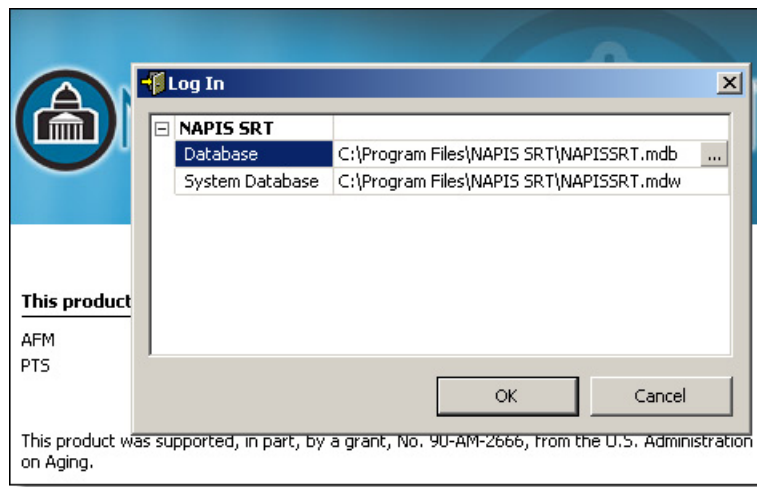 Log In
NAPIS SRT
Database C:\Program Files\NAPIS SRT\NAPISSRT.mdb ...
System Database C:\Program Files\NAPIS SRT\NAPISSRT.mdw
This product
AFM
PTS
OK Cancel
This product was supported, in part, by a grant, No. 90-AM-2666, from the U.S. Administration
on Aging.